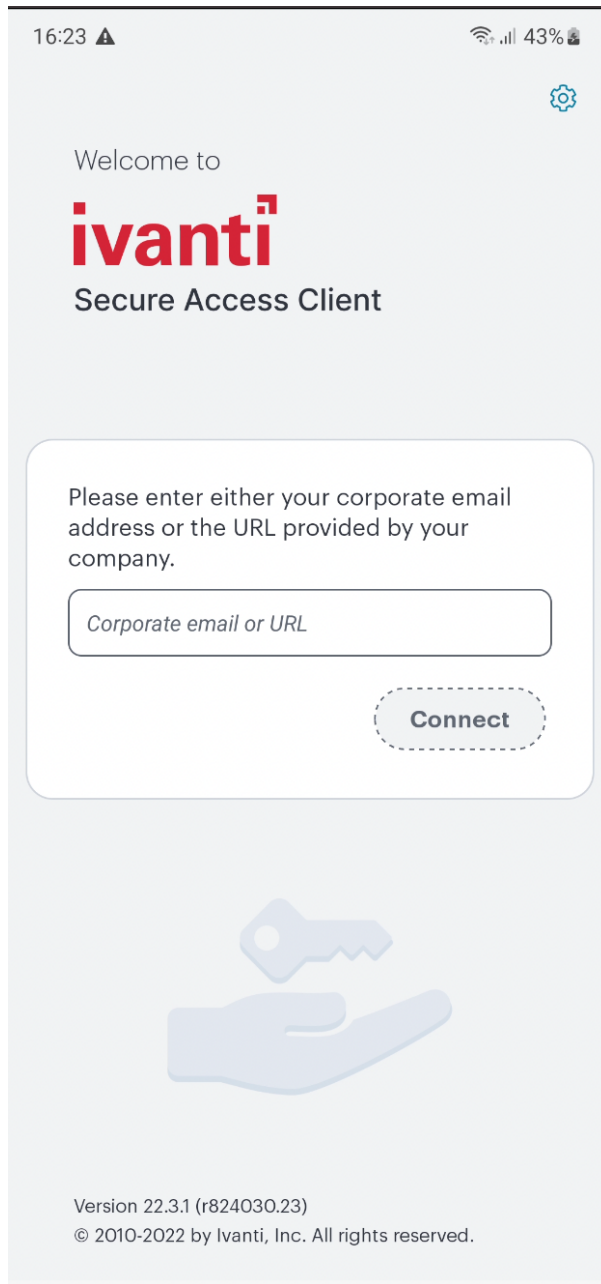 16:23
43%
Welcome to
ivanti
Secure Access Client
Please enter either your corporate email
address or the URL provided by your
company.
Corporate email or URL
Connect
Version 22.3.1 (r824030.23)
© 2010-2022 by Ivanti, Inc. All rights reserved.